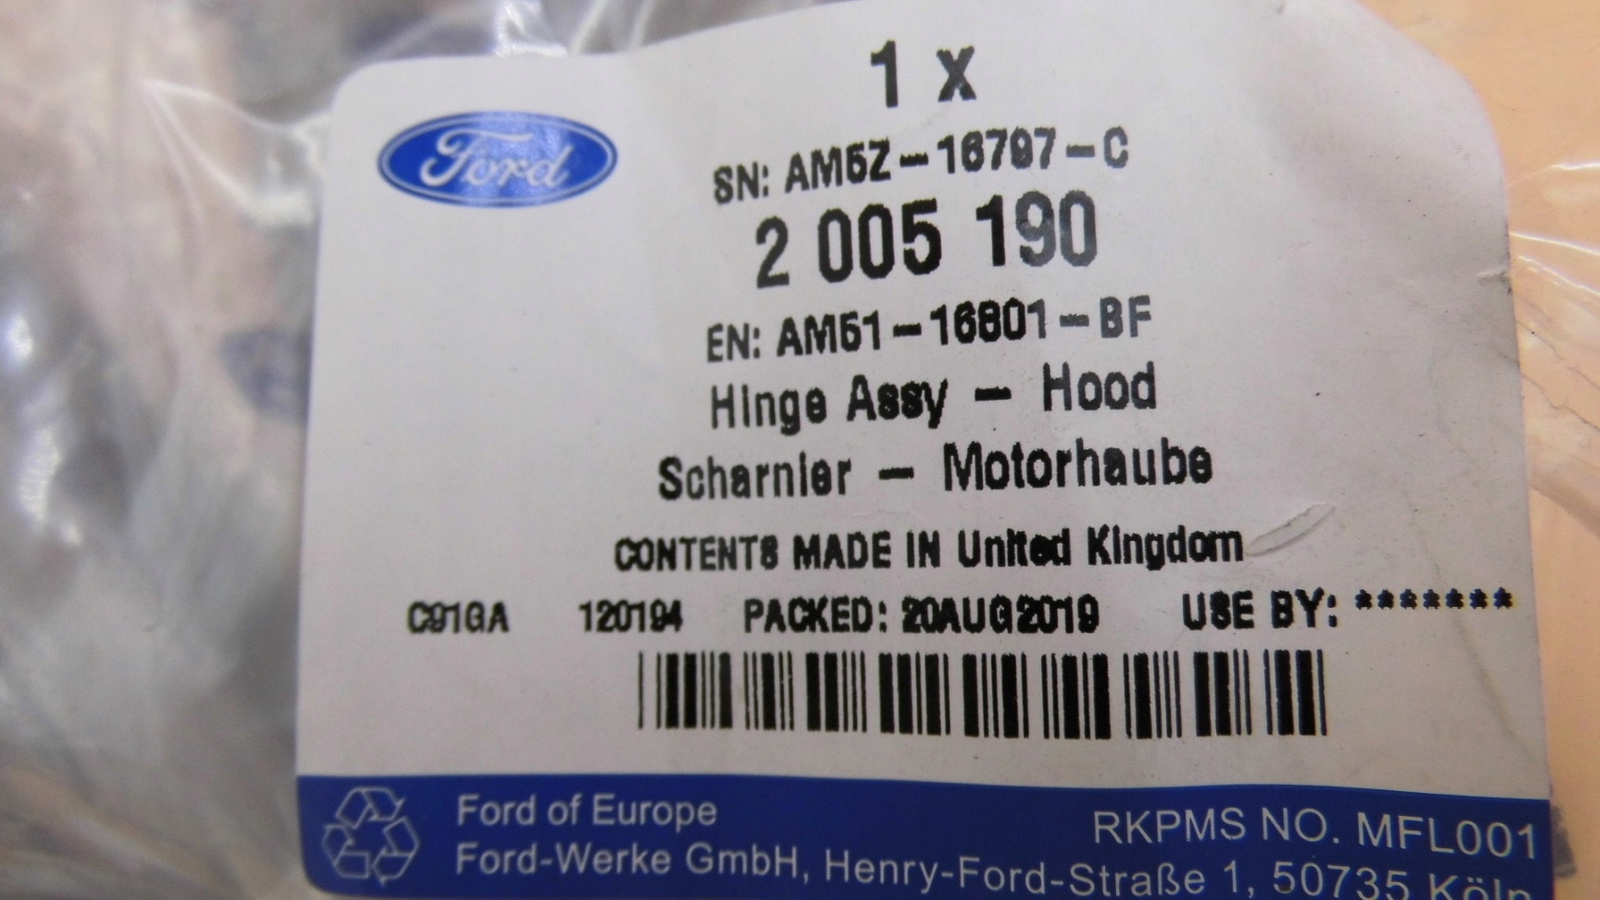 1 x
Ford
SN: AM5Z-16797-C
2 005 190
EN: AM51-16801-BF
Hinge Assy - Hood
Scharnier - Motorhaube
CONTENTS MADE IN United Kingdom
C91GA 120194 PACKED: 20AUG2019 USE BY: *******
Ford of Europe
RKPMS NO. MFL001
Ford-Werke GmbH, Henry-Ford-Straße 1, 50735 Köln